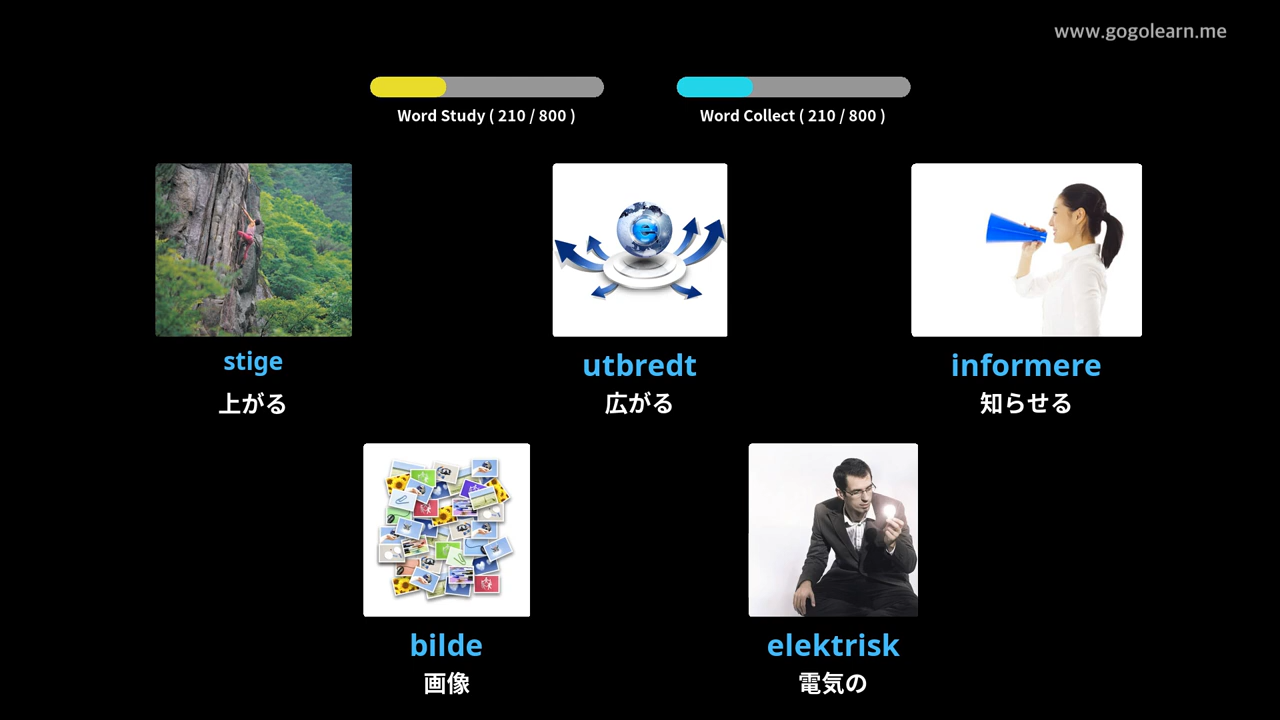 www.gogolearn.me
Word Study ( 210 / 800 )
Word Collect ( 210 / 800 )
e
stige
utbredt
informere
上がる
広がる
知らせる
bilde
elektrisk
画像
電気の